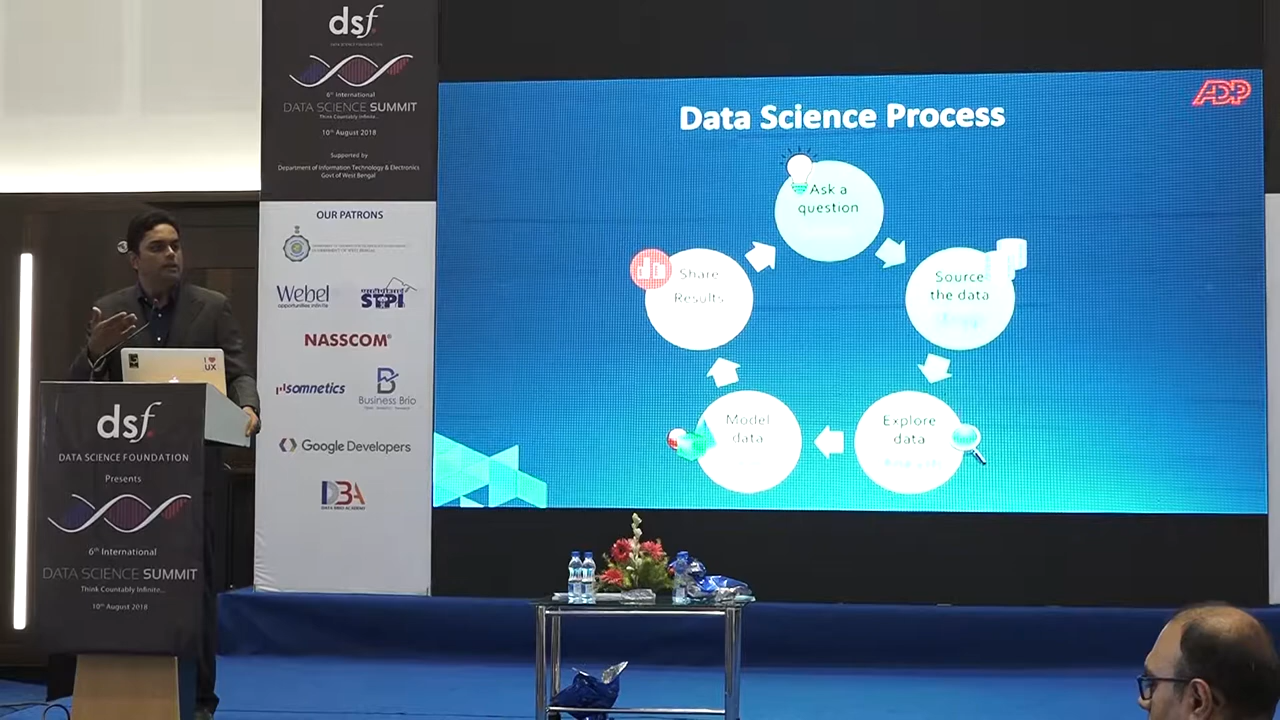 dsf
DATA SCIENCE FOUNDATION
6th International
DATA SCIENCE SUMMIT
Think Countably Infinite...
10th August 2018
Supported by
Department of Information Technology & Electronics
Govt of West Bengal
OUR PATRONS
Webel
STPI
NASSCOM®
somnetics
Business Brio
Google Developers
DBA
ADP
Data Science Process
Ask a
question
Source
the data
Explore
data
Model
data
Share
Results
I ♥
UX
dsf
DATA SCIENCE FOUNDATION
Presents
6th International
DATA SCIENCE SUMMIT
Think Countably Infinite...
10th August 2018